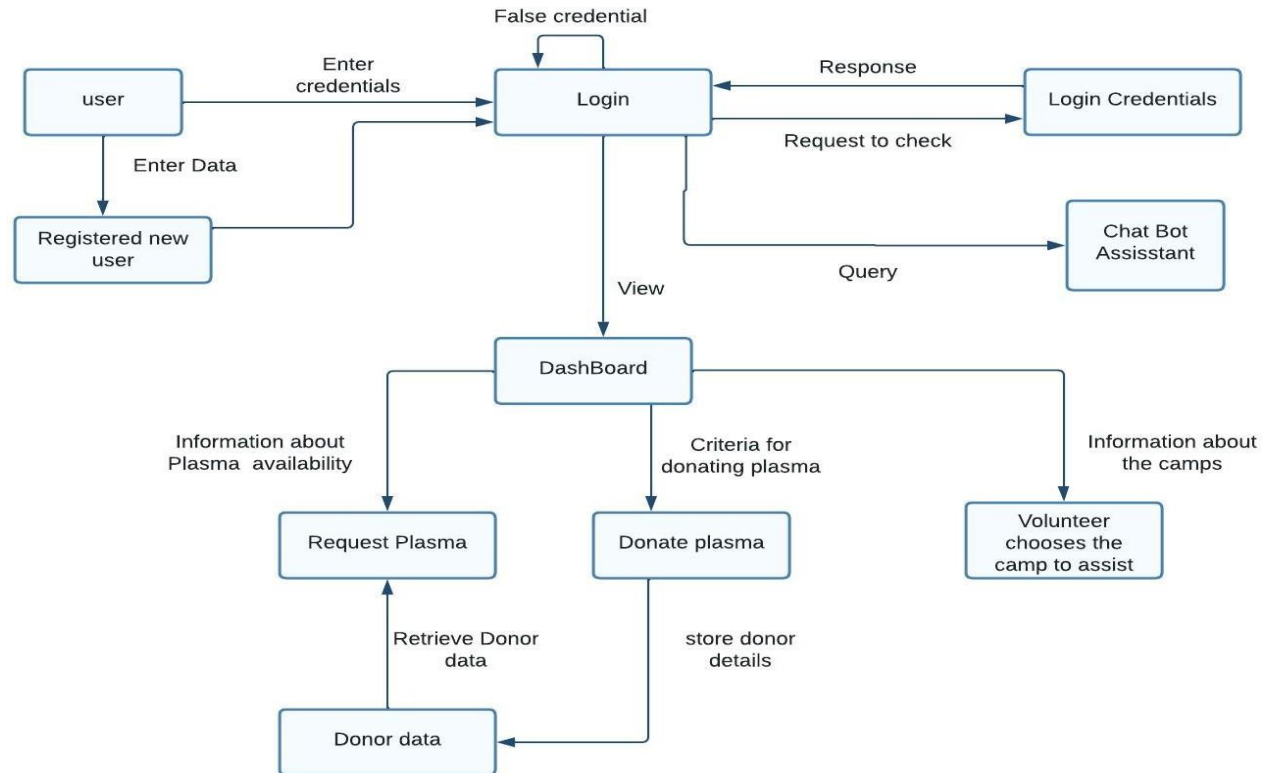 False credential
Enter
credentials
user
Login
Response
Login Credentials
Request to check
Enter Data
Registered new
user
Chat Bot
Assisstant
Query
View
DashBoard
Information about
Plasma availability
Criteria for
donating plasma
Information about
the camps
Request Plasma
Donate plasma
Volunteer
chooses the
camp to assist
Retrieve Donor
data
store donor
details
Donor data